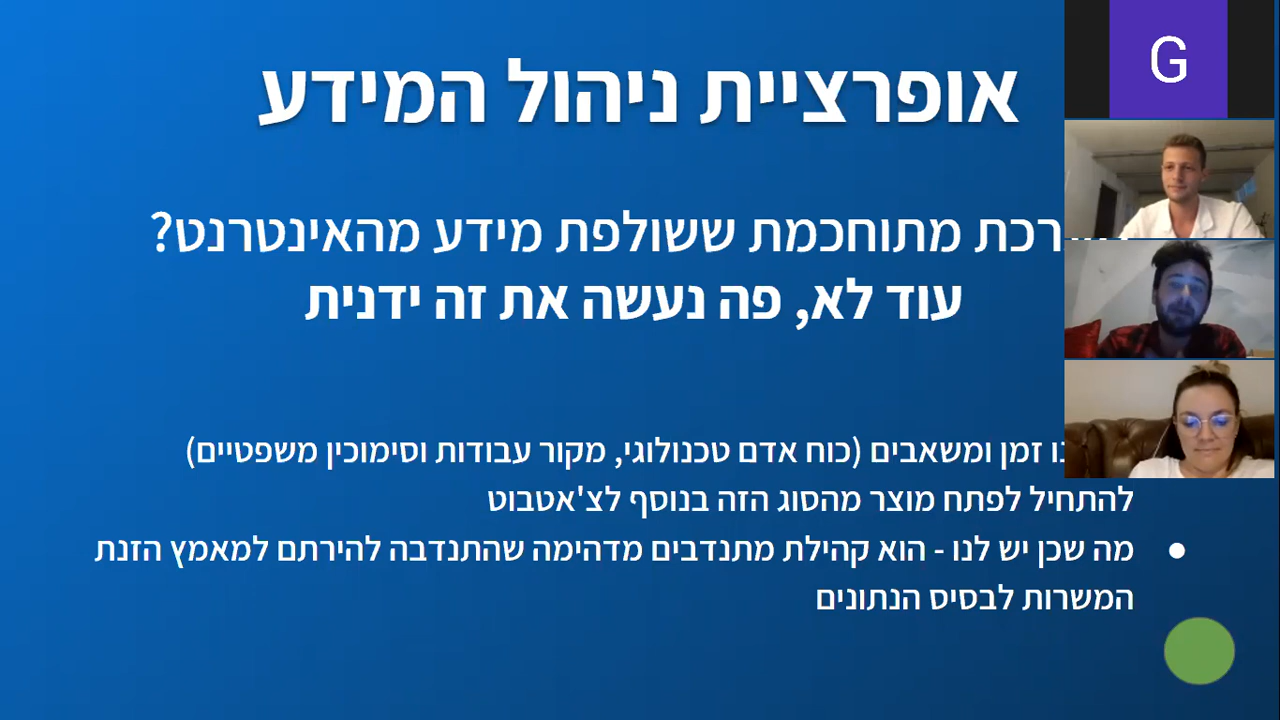 אופרציית ניהול המידע
G
מתוחכמת ששולפת מידע מהאינטרנט?
עוד לא, פה נעשה את זה ידנית
זמן ומשאבים (כוח אדם טכנולוגי, מקור עבודות וסימוכין משפטיים)
להתחיל לפתח מוצר מהסוג הזה בנוסף לצ'אטבוט
● מה שכן יש לנו - הוא קהילת מתנדבים מדהימה שהתנדבה להירתם למאמץ הזנת
המשרות לבסיס הנתונים